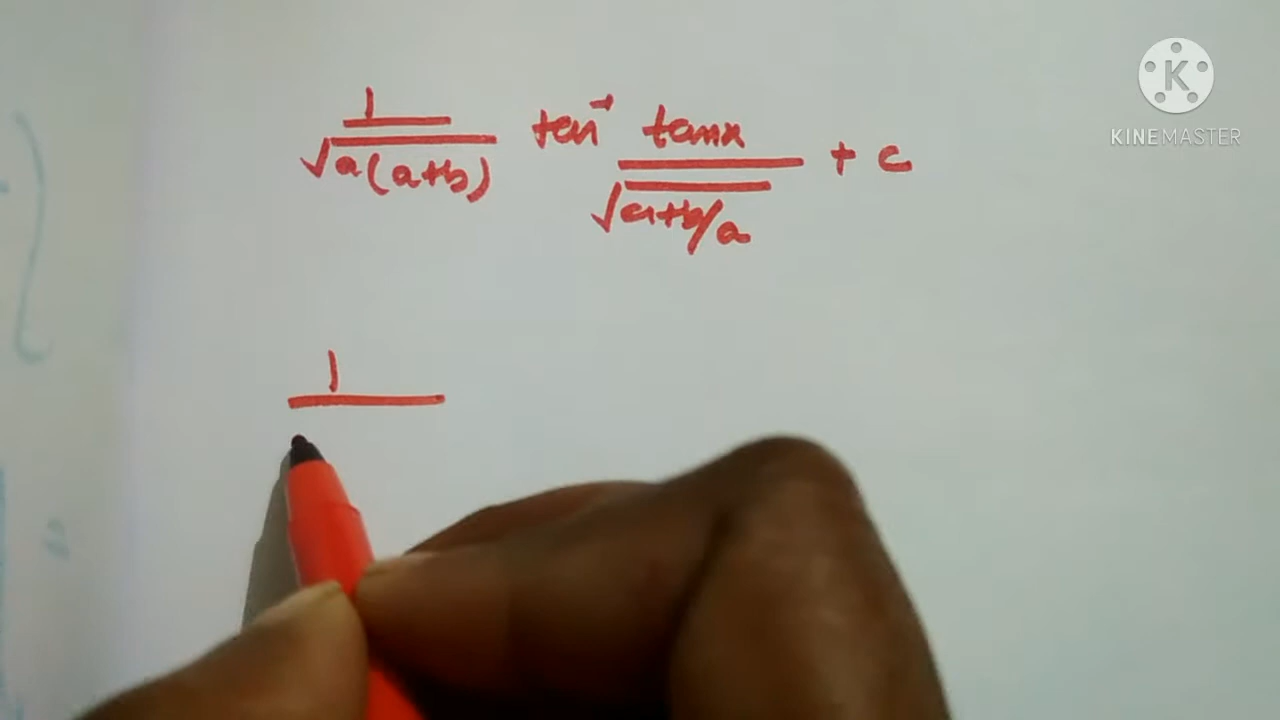 1/√a(a+b) tan⁻¹ tanx/√a+b/a + c
1
K
KINEMASTER